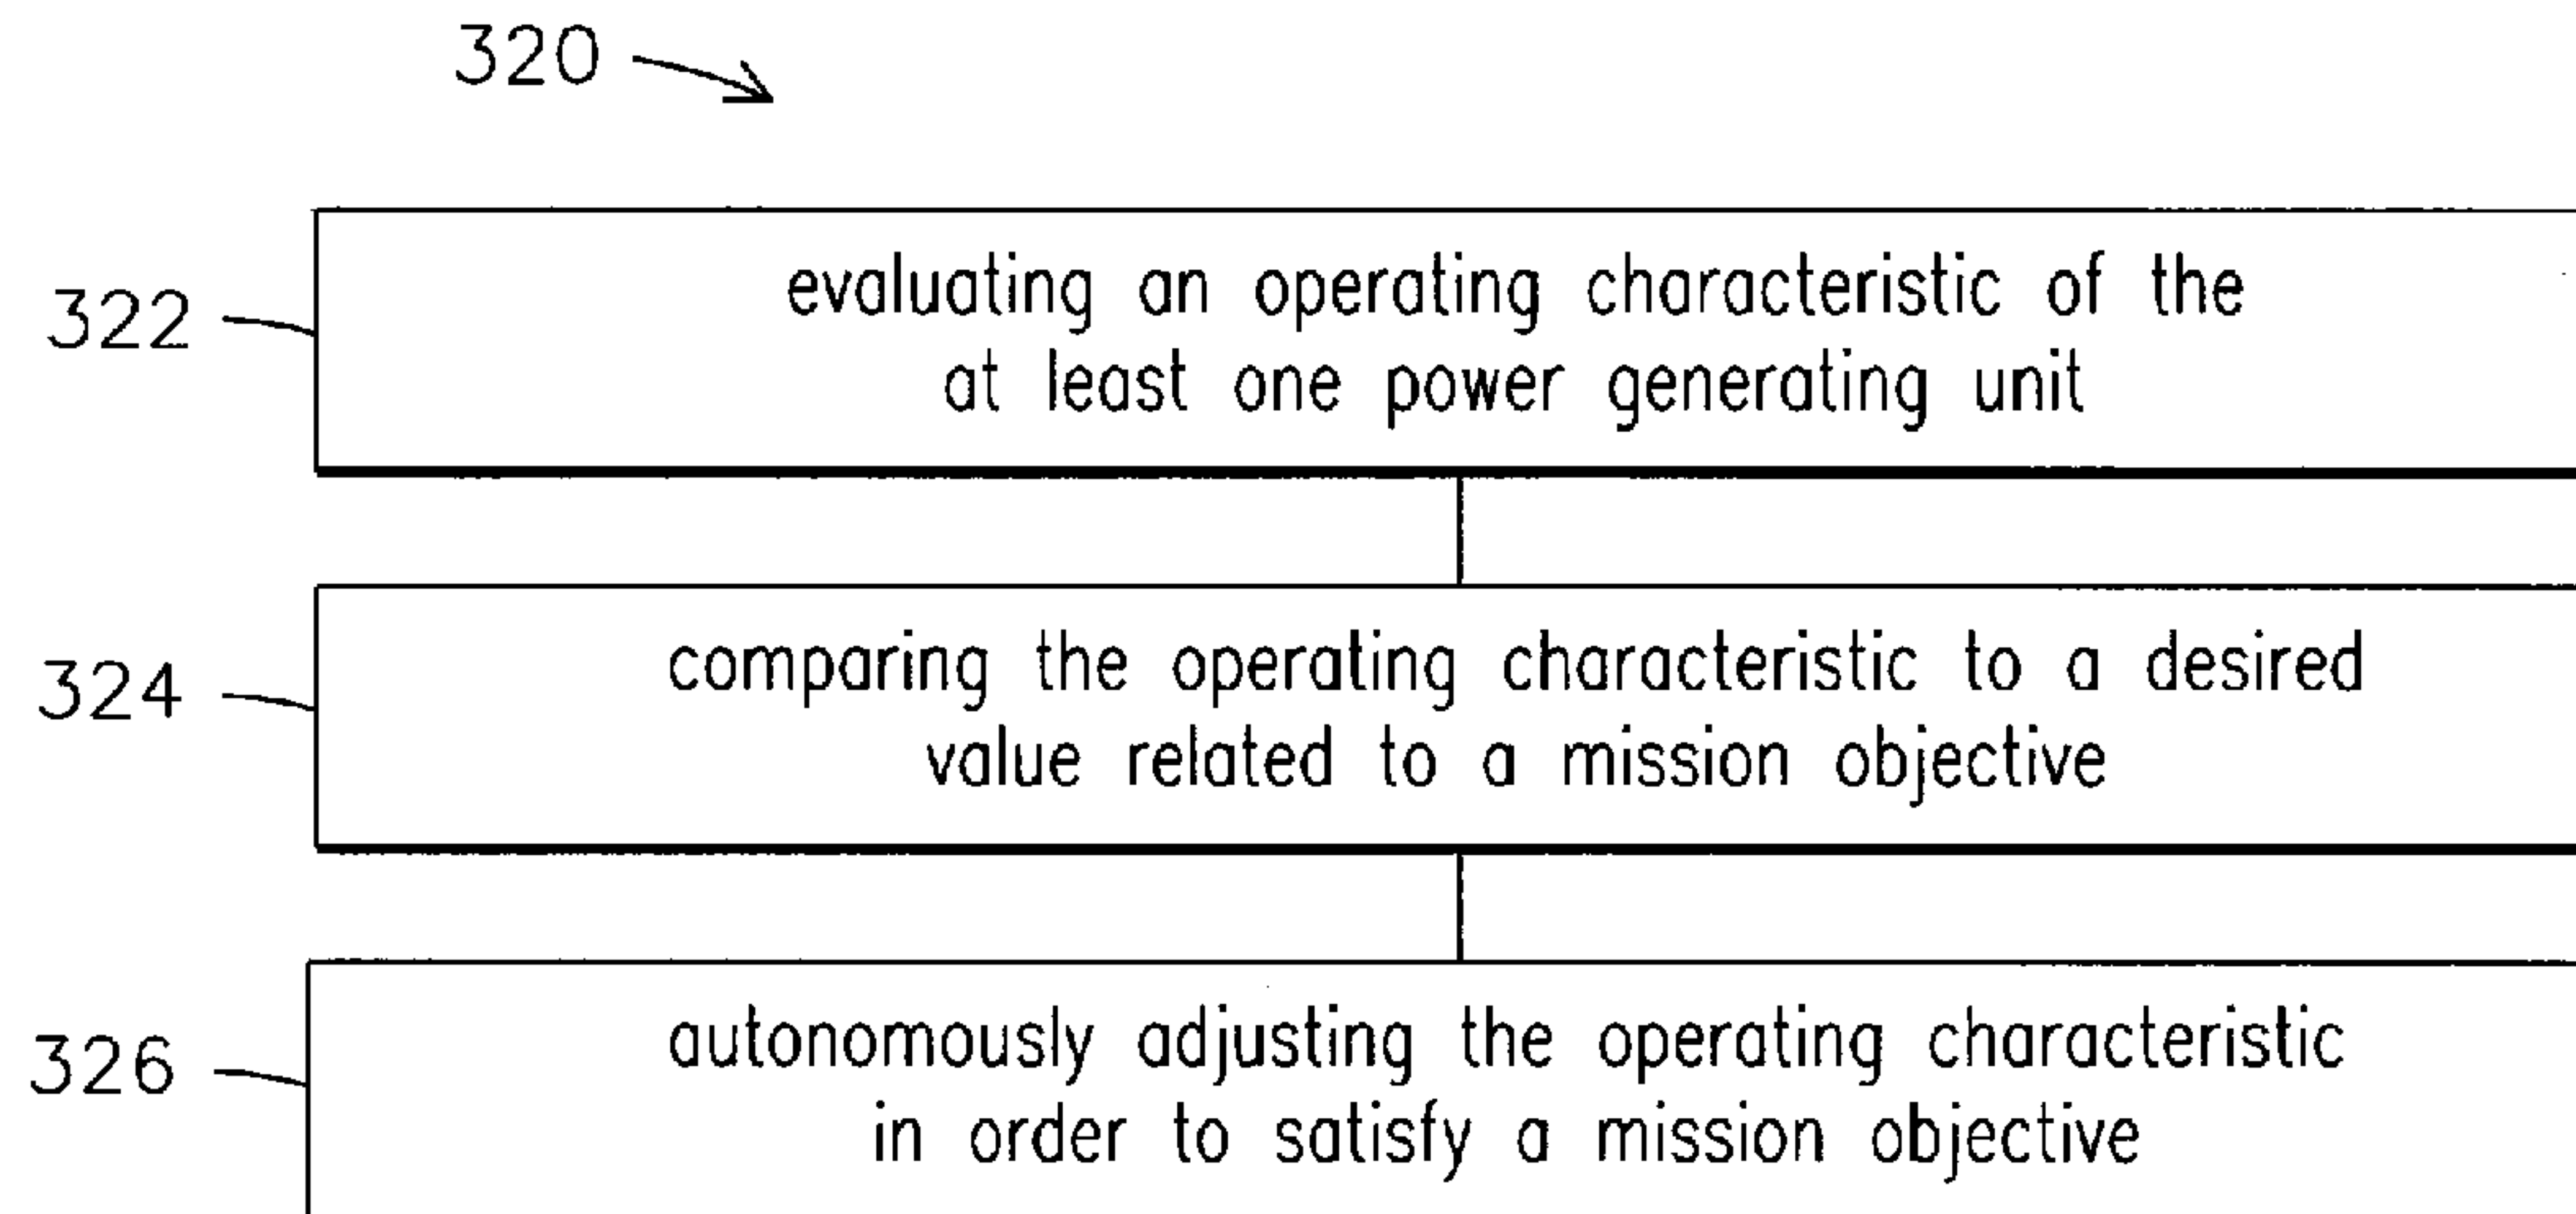 320
322
evaluating an operating characteristic of the
at least one power generating unit
324
comparing the operating characteristic to a desired
value related to a mission objective
326
autonomously adjusting the operating characteristic
in order to satisfy a mission objective